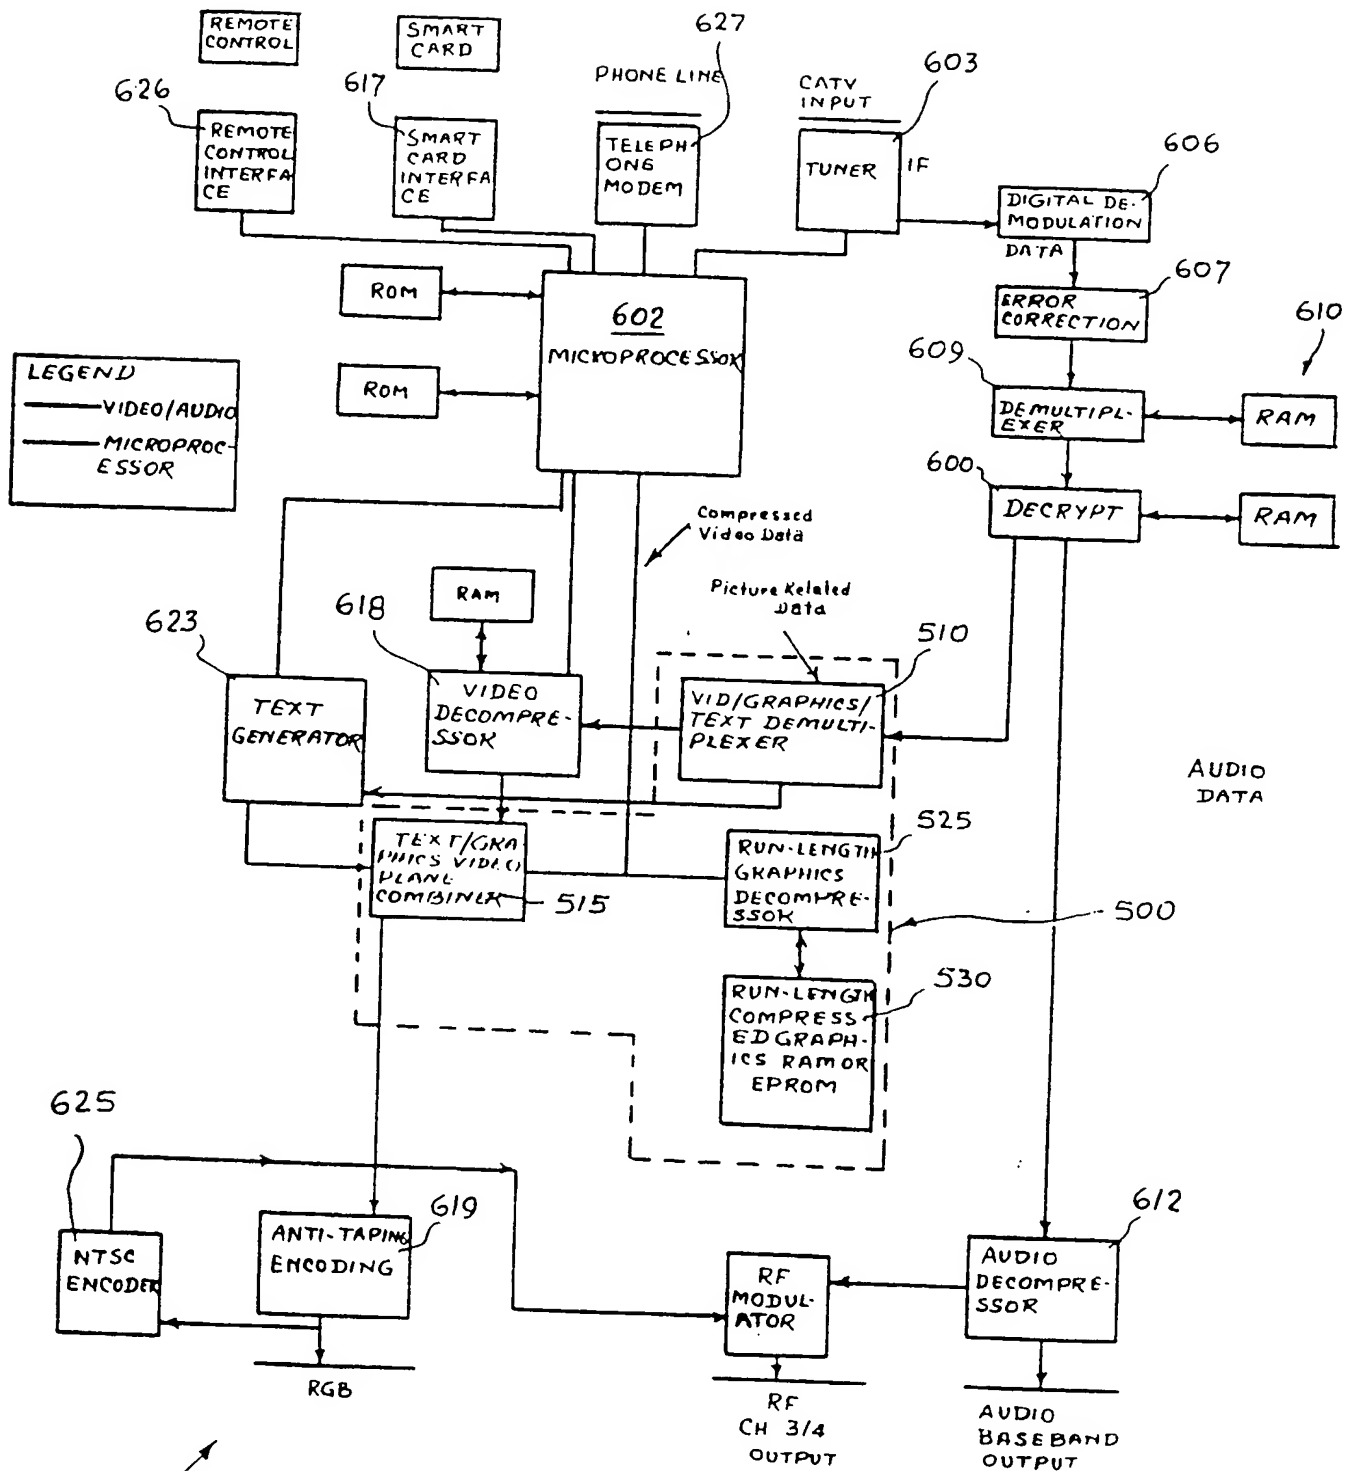 REMOTE
CONTROL
SMART
CARD
627
PHONE LINE
CATV
INPUT
603
626
617
REMOTE
CONTROL
INTERFA
CE
SMART
CARD
INTERFA
CE
TELEPH
ONE
MODEM
TUNER
IF
606
DIGITAL DE-
MODULATION
DATA
607
ERROR
CORRECTION
610
ROM
602
MICROPROCESSOR
609
DEMULTIPL-
EXER
RAM
ROM
LEGEND
VIDEO/AUDIO
MICROPROC-
ESSOR
600
DECRYPT
RAM
Compressed
Video Data
RAM
618
Picture Related
Data
623
510
TEXT
GENERATOR
VIDEO
DECOMPRE-
SSOR
VID/GRAPHICS/
TEXT DEMULTI-
PLEXER
AUDIO
DATA
TEXT/GRA
PHICS VIDEO
PLANE
COMBINER
515
RUN-LENGTH
GRAPHICS
DECOMPRE-
SSOR
525
500
RUN-LENGTH
COMPRESS
ED GRAPH-
ICS RAM OR
EPROM
530
625
NTSC
ENCODER
ANTI-TAPING
ENCODING
619
RF
MODUL-
ATOR
612
AUDIO
DECOMPRE-
SSOR
RGB
RF
CH 3/4
OUTPUT
AUDIO
BASEBAND
OUTPUT